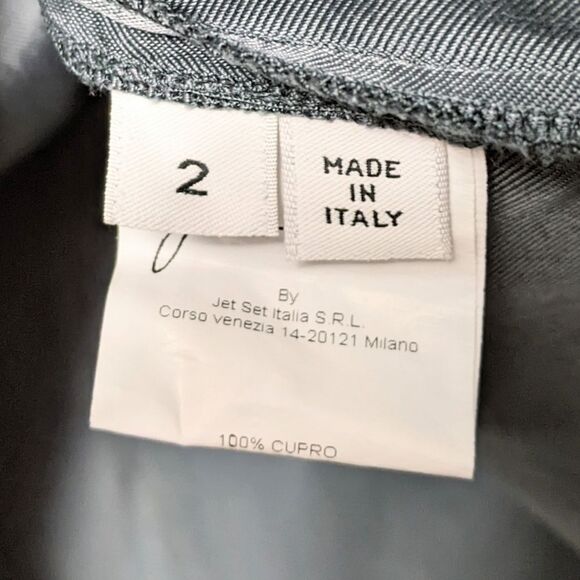 2
MADE
IN
ITALY
By
Jet Set Italia S.R.L.
Corso venezia 14-20121 Milano
100% CUPRO